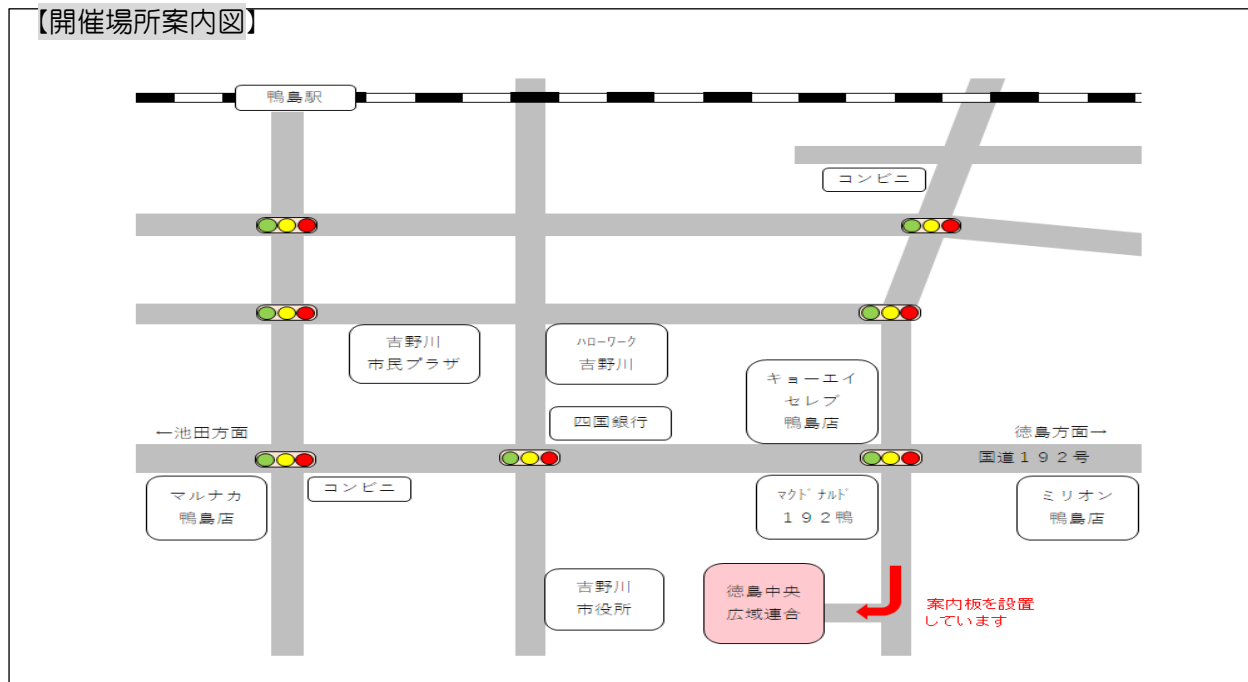 【開催場所案内図】
鴨島駅
コンビニ
吉野川
市民プラザ
ハローワーク
吉野川
キョーエイ
セレブ
鴨島店
四国銀行
←池田方面
徳島方面→
国道１９２号
マルナカ
鴨島店
コンビニ
マクドナルド
１９２鴨
ミリオン
鴨島店
吉野川
市役所
徳島中央
広域連合
案内板を設置
しています